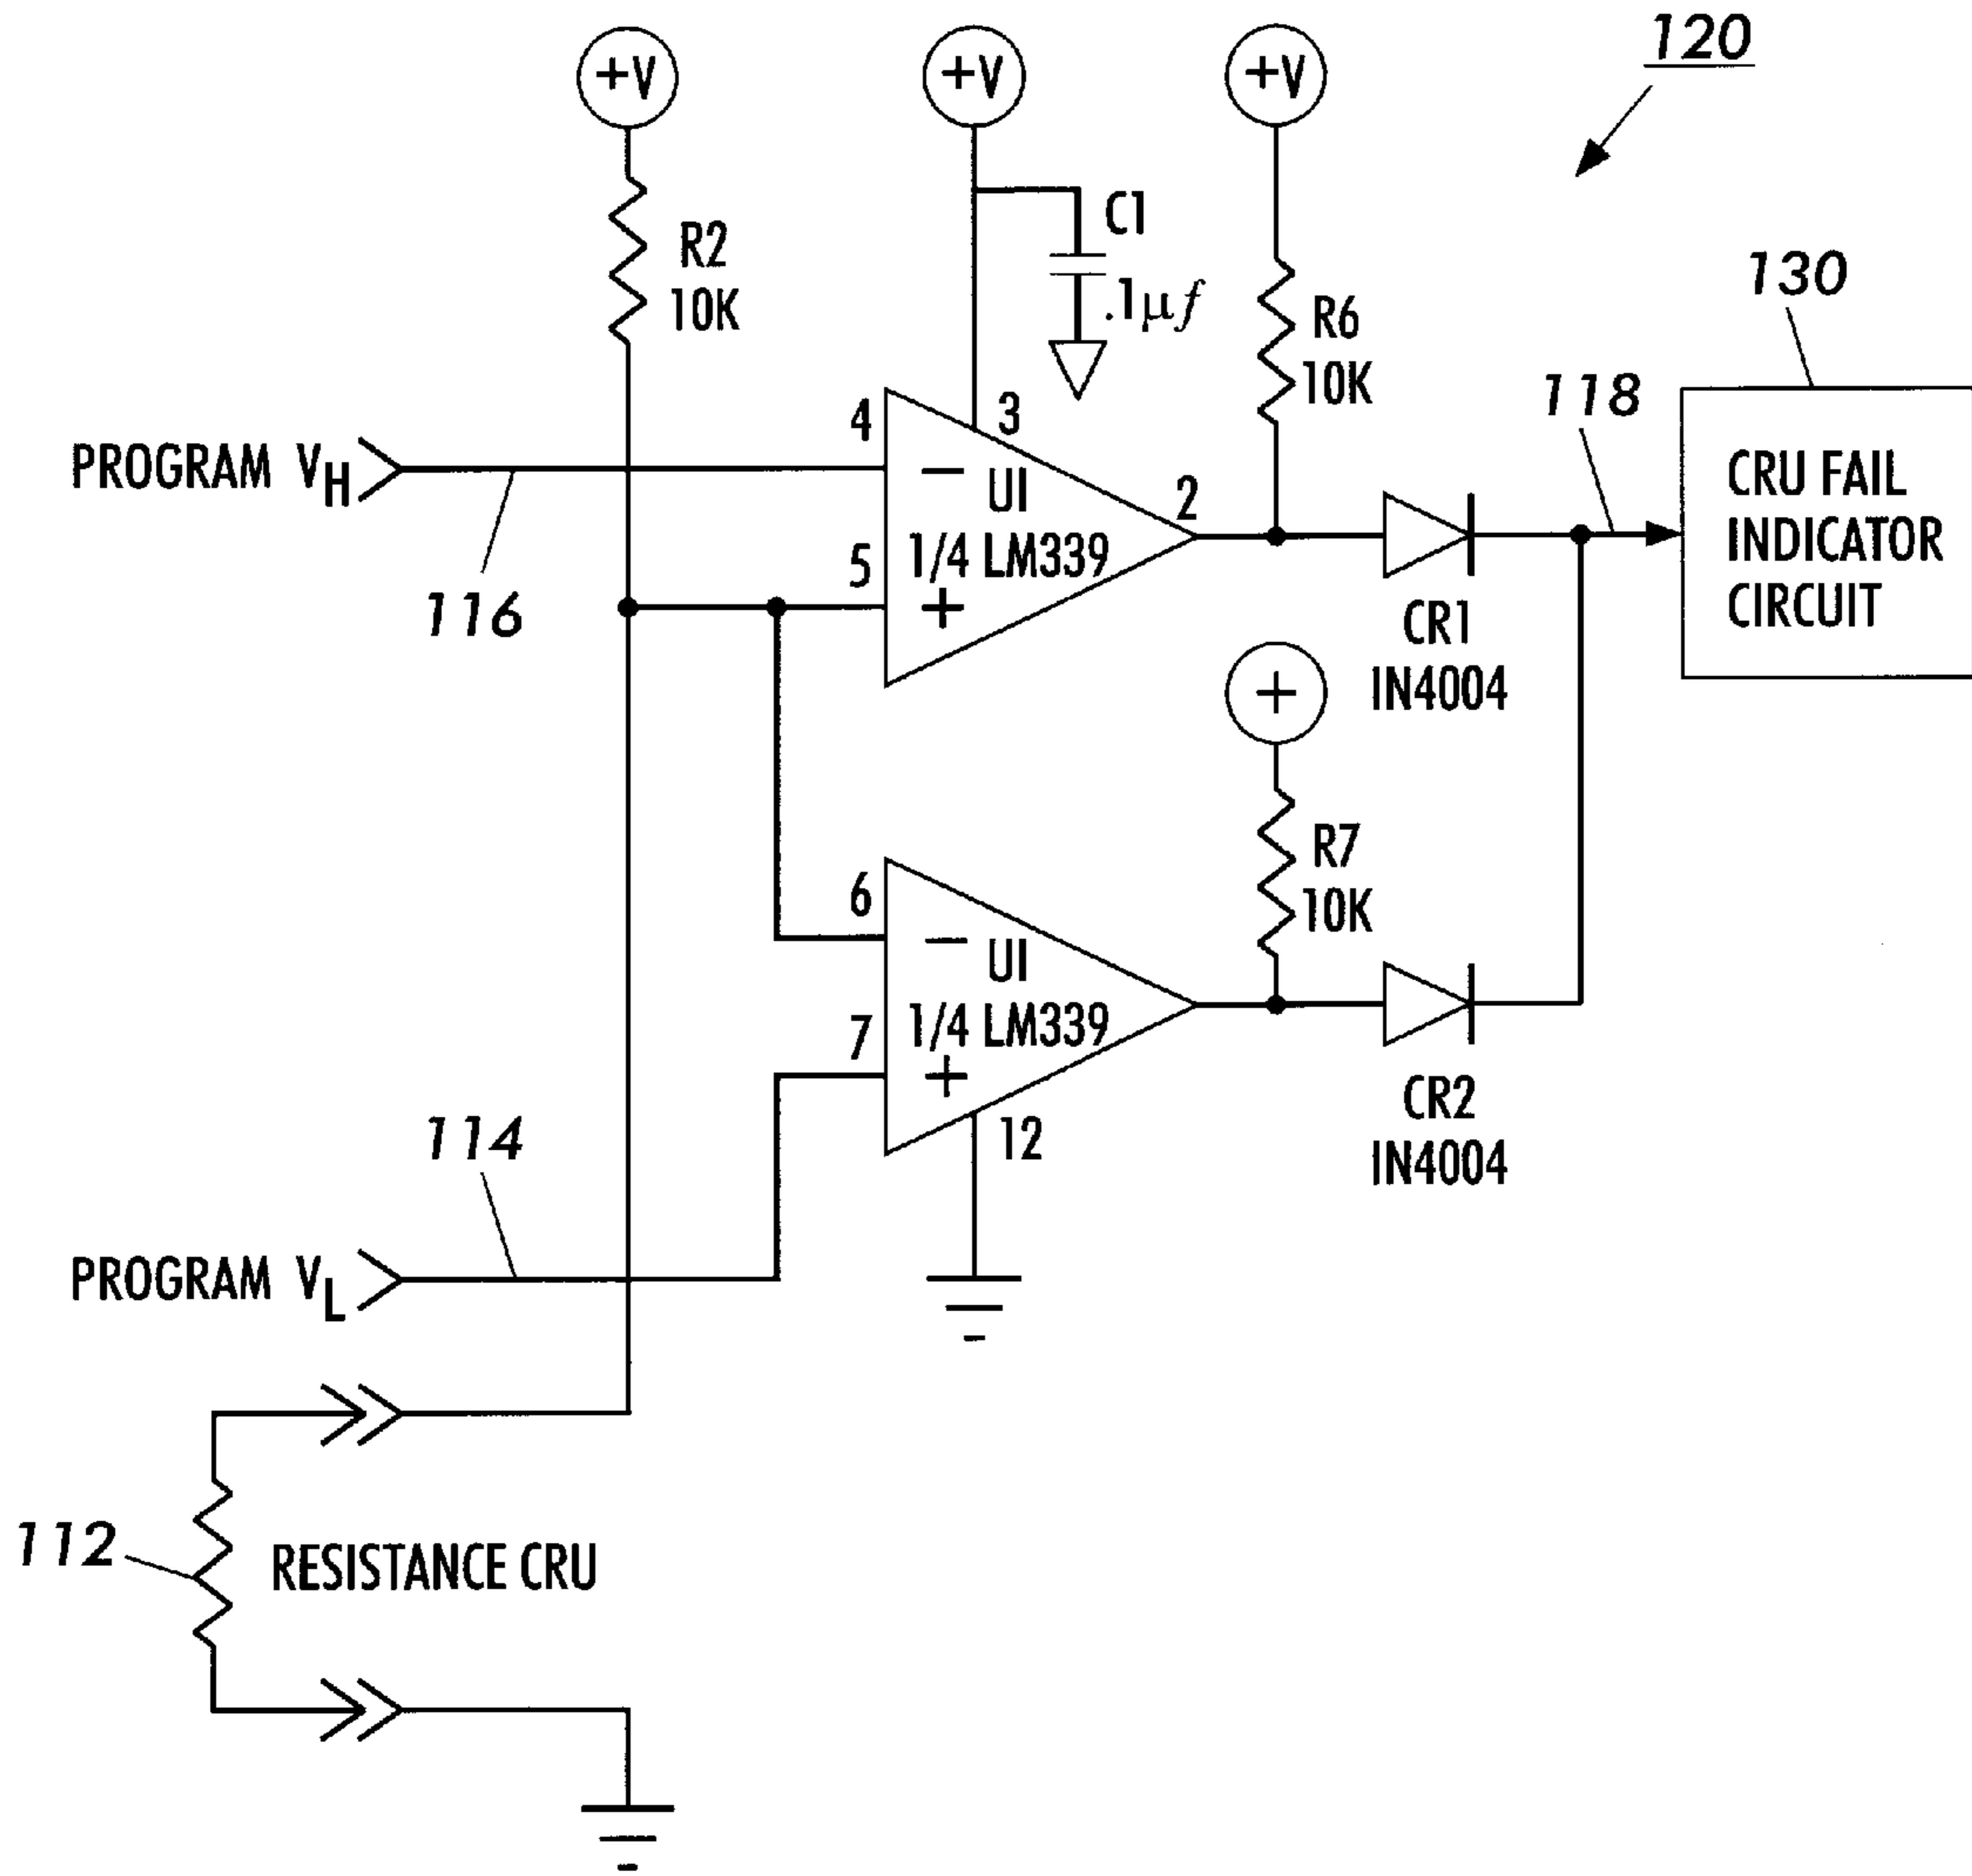 120
+V
+V
+V
C1
.1µf
R2
10K
R6
10K
130
118
PROGRAM VH
4
3
−
UI
2
1/4 LM339
5
+
116
CRU FAIL
INDICATOR
CIRCUIT
CR1
IN4004
+
R7
10K
6
−
UI
1/4 LM339
7
+
12
CR2
IN4004
114
PROGRAM VL
112
RESISTANCE CRU